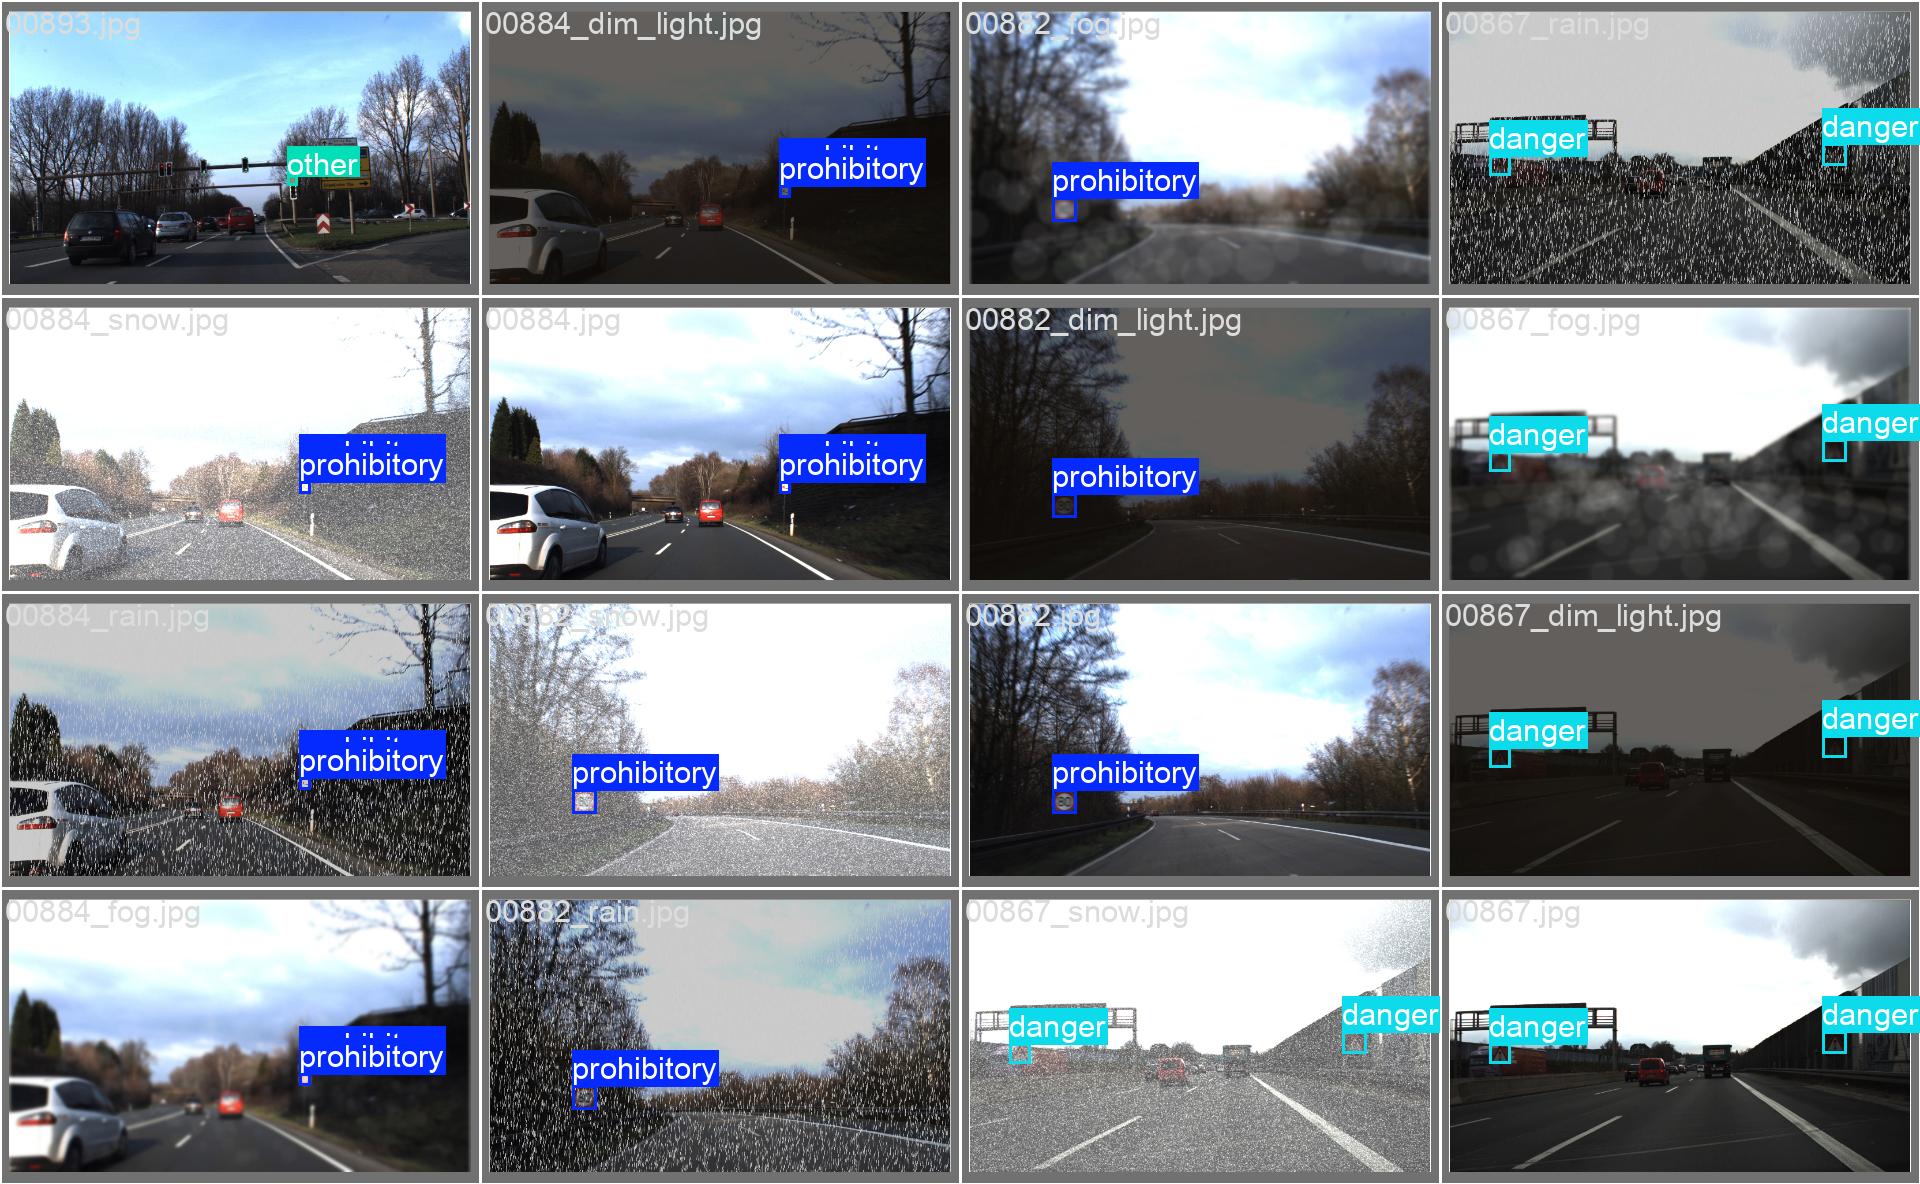 00893.jpg
other
00884_dim_light.jpg
prohibitory
00882_fog.jpg
prohibitory
00867_rain.jpg
danger
danger
00884_snow.jpg
prohibitory
00884.jpg
prohibitory
00882_dim_light.jpg
prohibitory
00867_fog.jpg
danger
danger
00884_rain.jpg
prohibitory
00882_snow.jpg
prohibitory
00882.jpg
prohibitory
80
00867_dim_light.jpg
danger
danger
00884_fog.jpg
prohibitory
00882_rain.jpg
prohibitory
00867_snow.jpg
danger
danger
00867.jpg
danger
danger